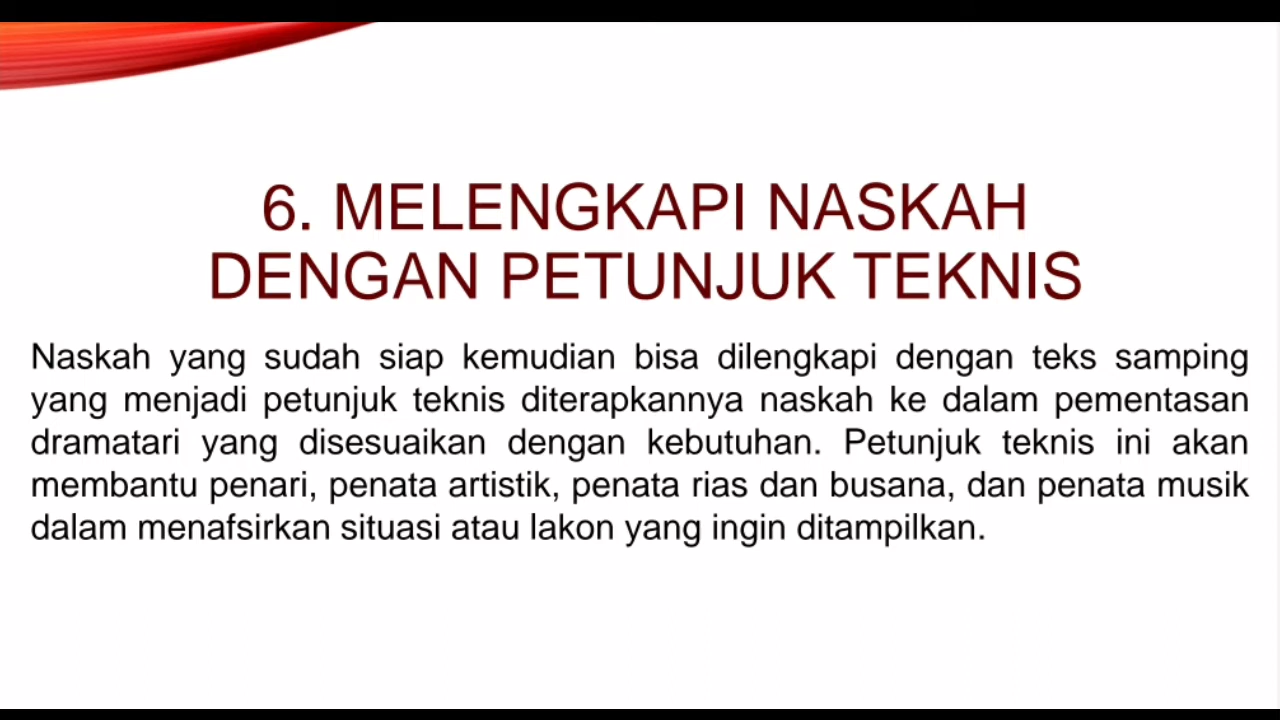 6. MELENGKAPI NASKAH
DENGAN PETUNJUK TEKNIS
Naskah yang sudah siap kemudian bisa dilengkapi dengan teks samping
yang menjadi petunjuk teknis diterapkannya naskah ke dalam pementasan
dramatari yang disesuaikan dengan kebutuhan. Petunjuk teknis ini akan
membantu penari, penata artistik, penata rias dan busana, dan penata musik
dalam menafsirkan situasi atau lakon yang ingin ditampilkan.